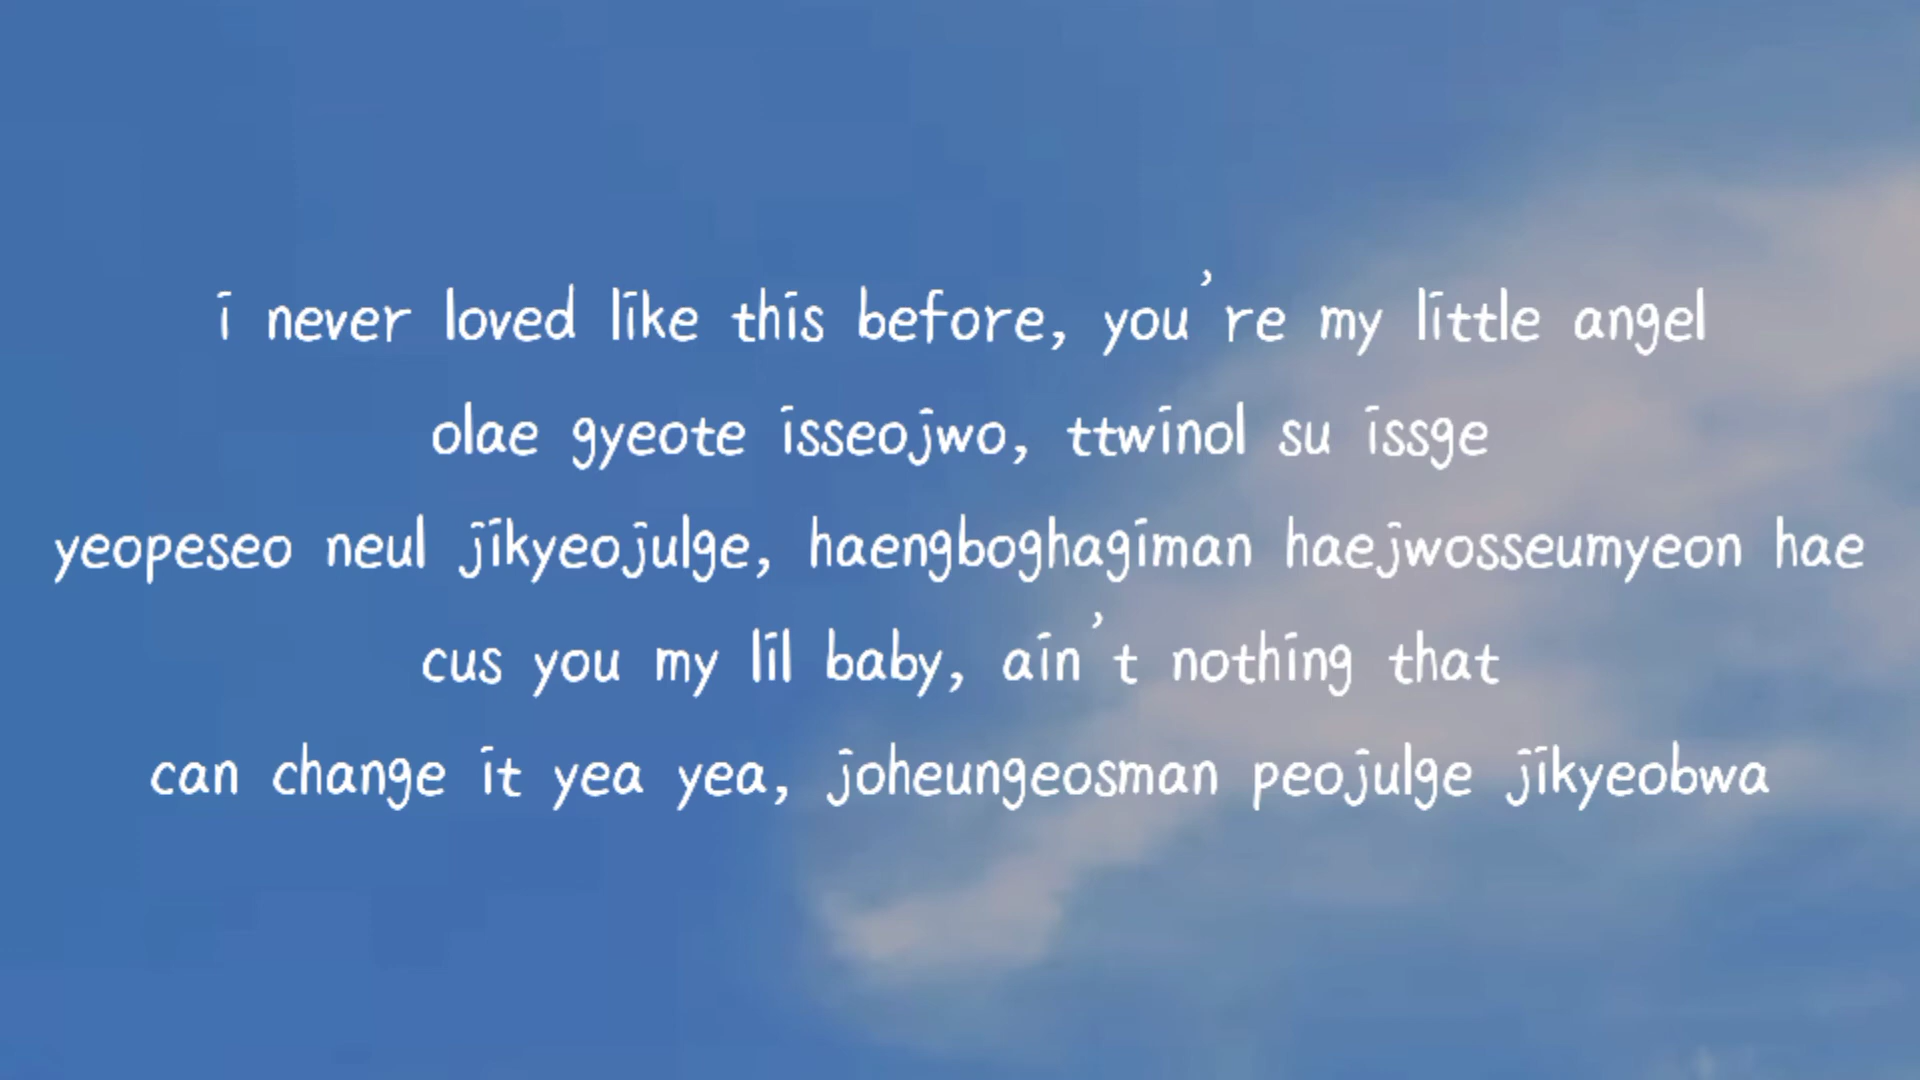 i never loved like this before, you're my little angel
olae gyeote isseojwo, ttwinol su issge
yeopeseo neul jikyeojulge, haengboghagiman haejwosseumyeon hae
cus you my lil baby, ain't nothing that
can change it yea yea, joheungeosman peojulge jikyeobwa